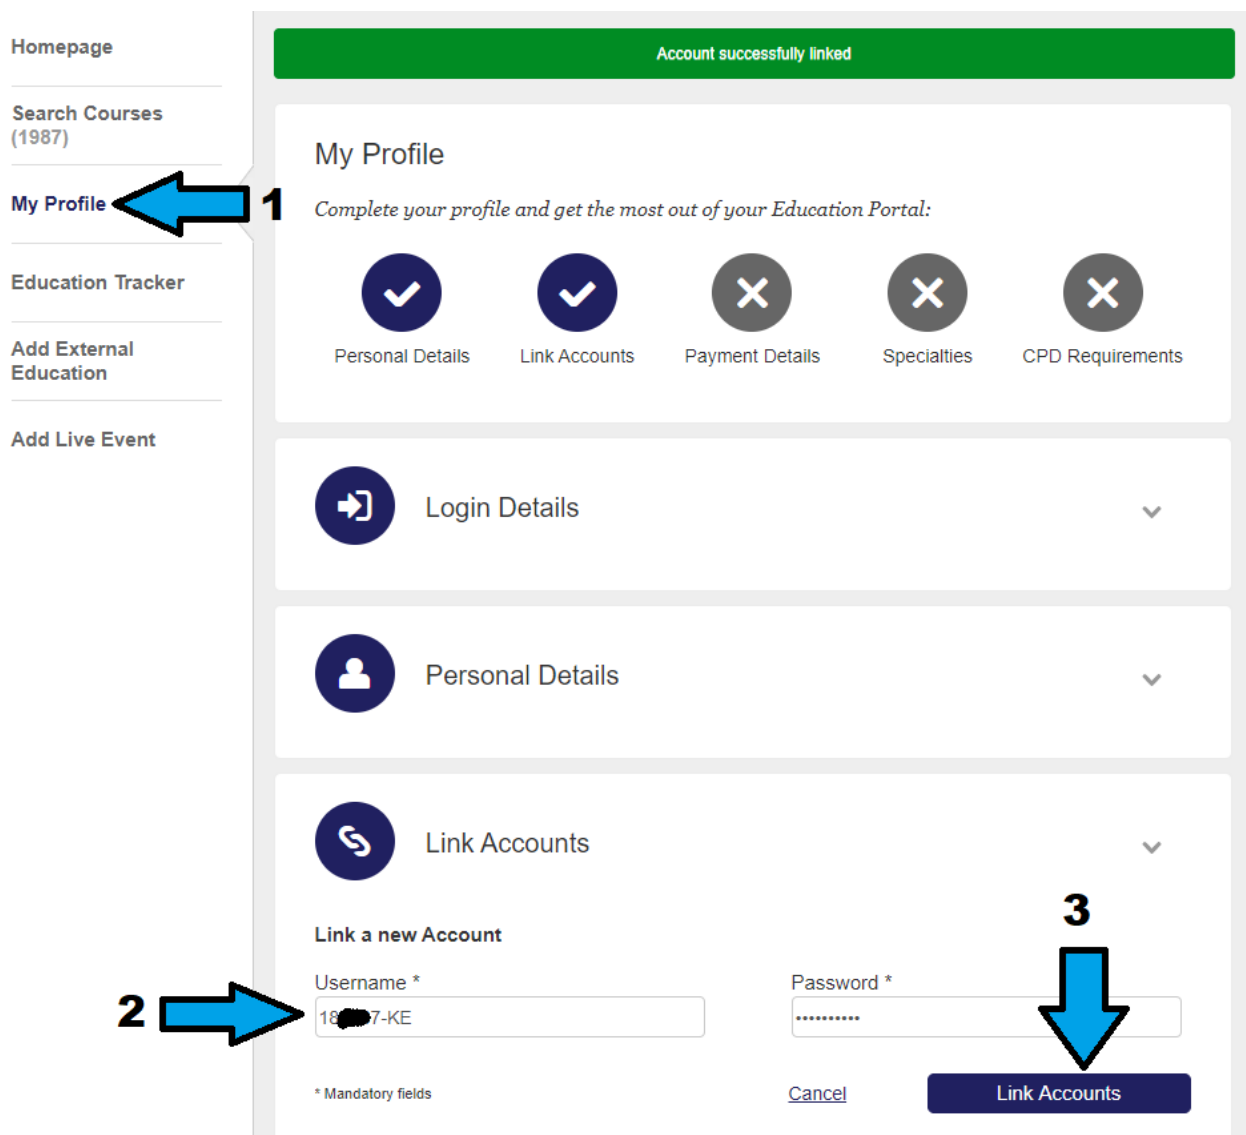 Homepage
Search Courses
(1987)
My Profile
1
Education Tracker
Add External
Education
Add Live Event
Account successfully linked
My Profile
Complete your profile and get the most out of your Education Portal:
Personal Details
Link Accounts
Payment Details
Specialties
CPD Requirements
Login Details
Personal Details
Link Accounts
3
Link a new Account
Username *
Password *
2
18 7-KE
••••••••••
* Mandatory fields
Cancel
Link Accounts